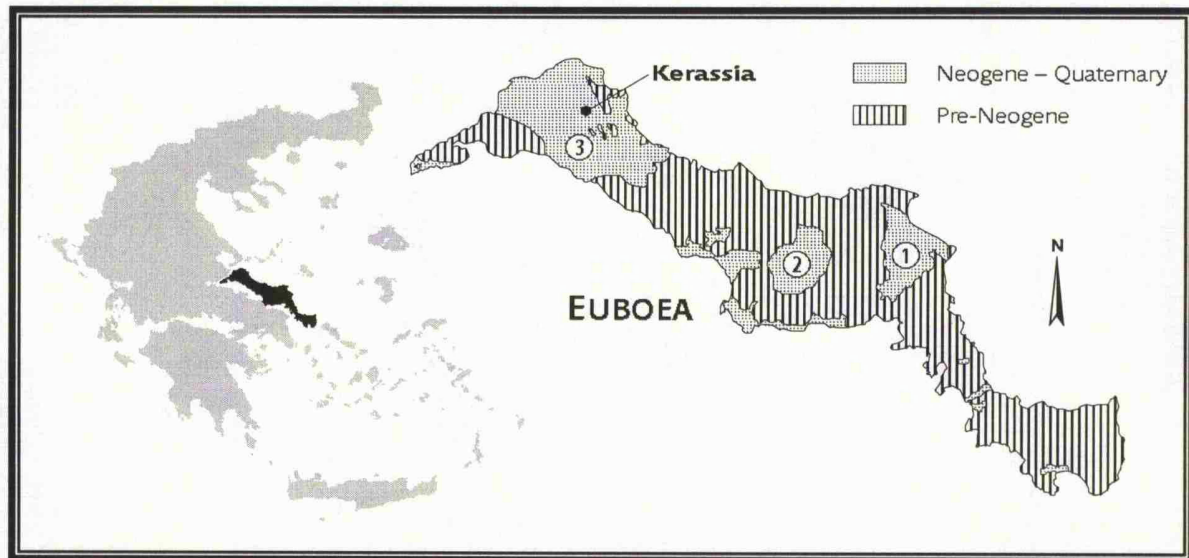 Kerassia
Neogene – Quaternary
Pre-Neogene
3
1
2
N
EUBOEA